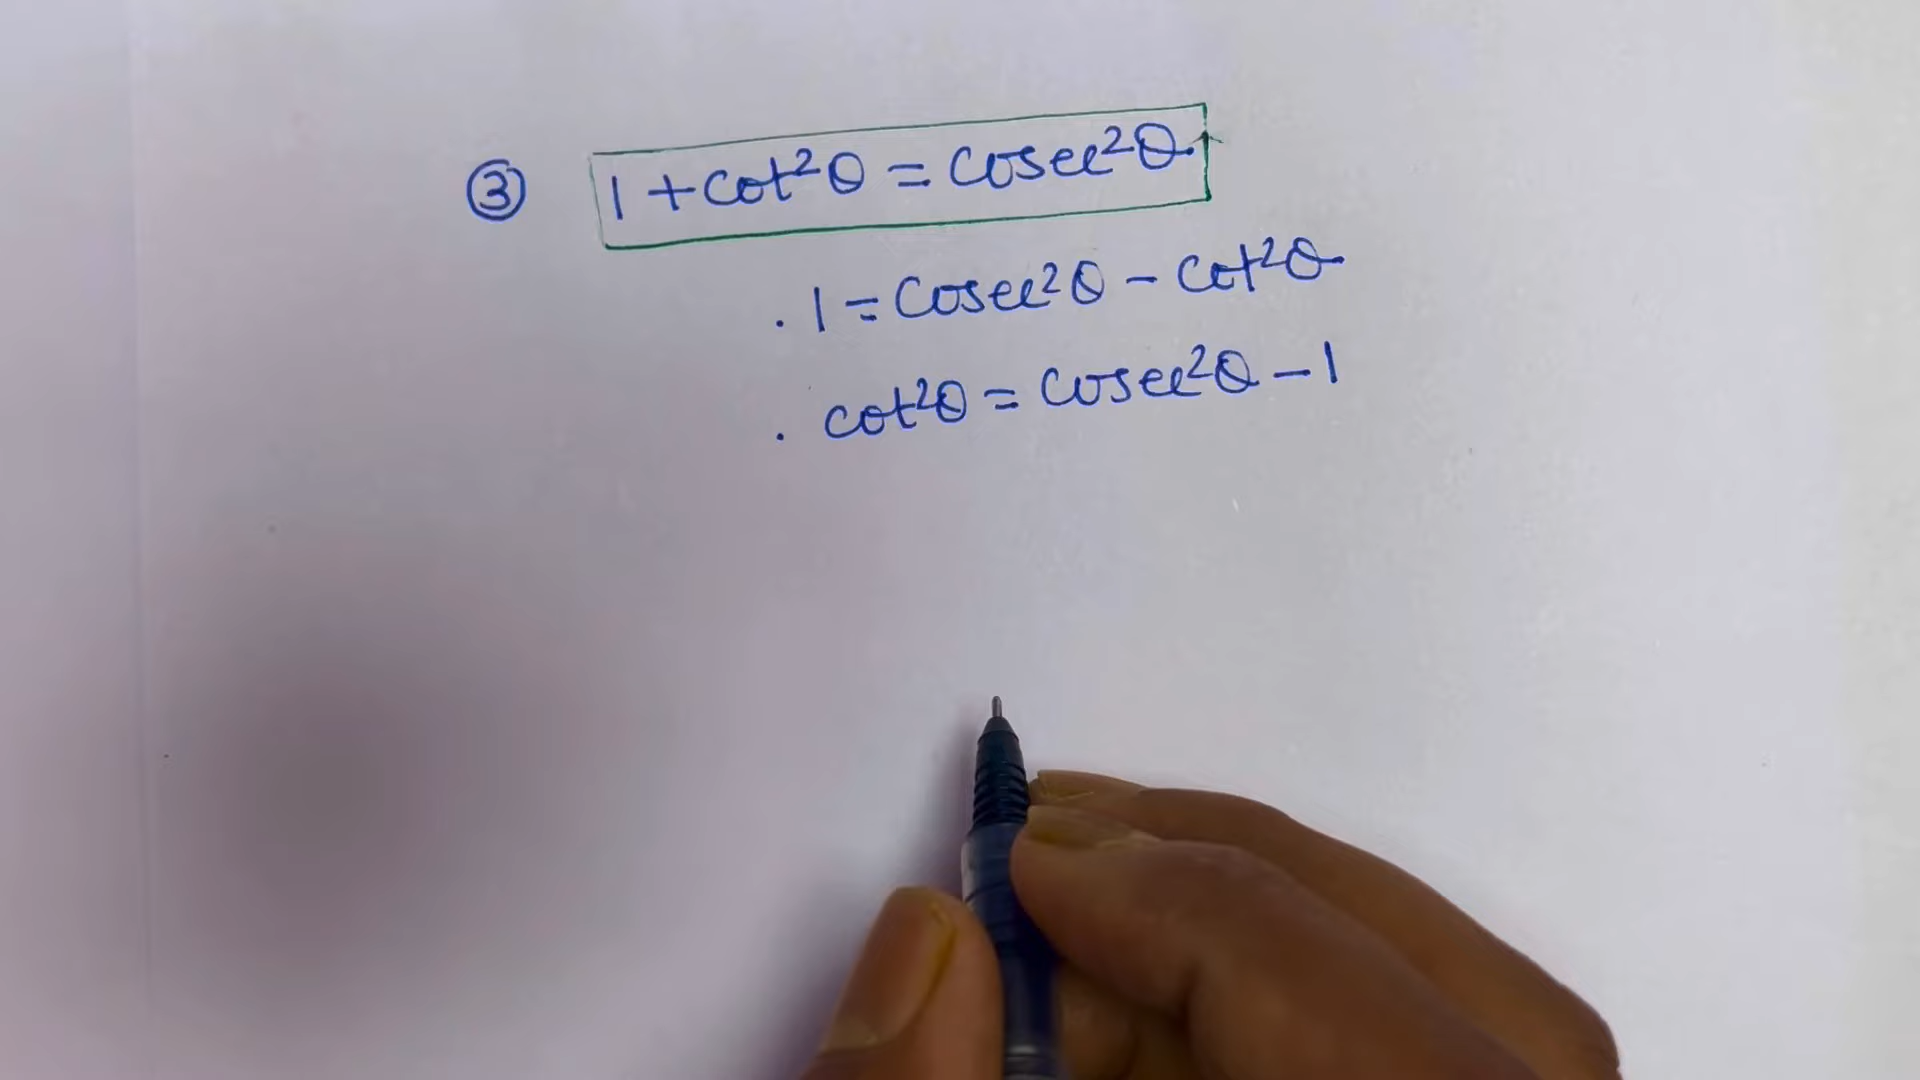 ③ 1 + cot²θ = cosec²θ.
. 1 = cosec²θ - cot²θ
. cot²θ = cosec²θ - 1